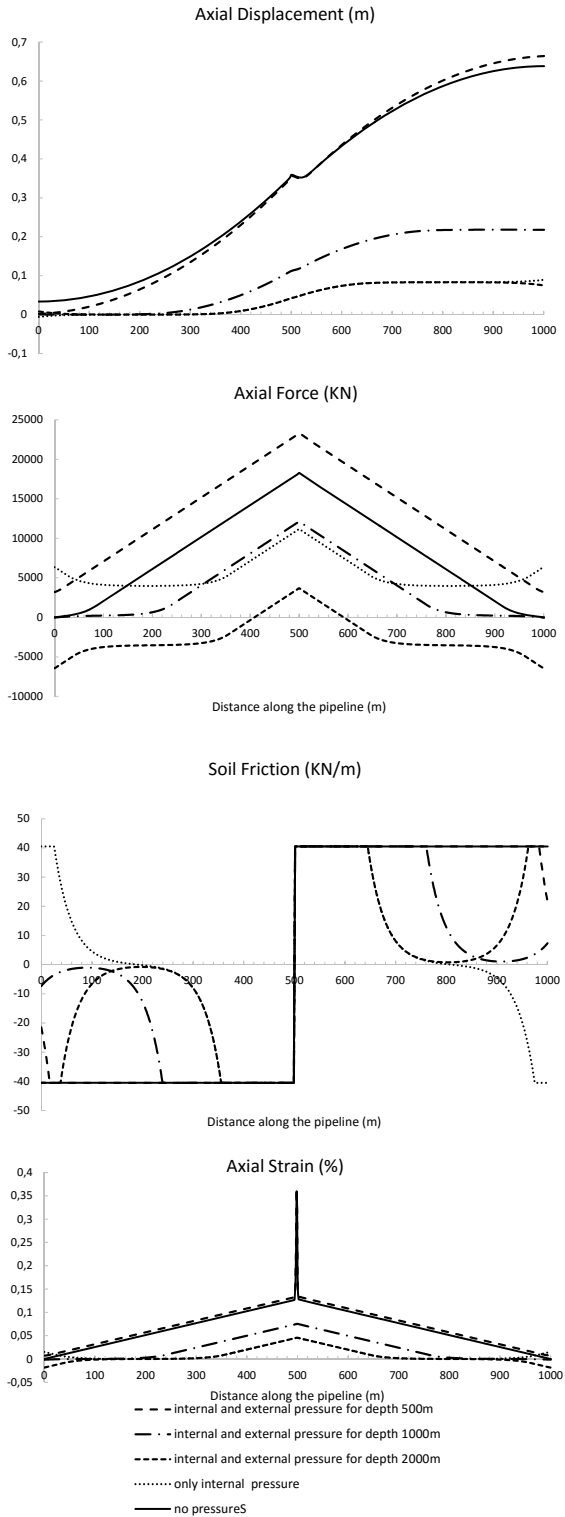 Axial Displacement (m)
0,7
0,6
0,5
0,4
0,3
0,2
0,1
0
-0,1
0 100 200 300 400 500 600 700 800 900 1000
Axial Force (KN)
25000
20000
15000
10000
5000
0
-5000
-10000
0 100 200 300 400 500 600 700 800 900 1000
Distance along the pipeline (m)
Soil Friction (KN/m)
50
40
30
20
10
0
-10
-20
-30
-40
-50
0 100 200 300 400 500 600 700 800 900 1000
Distance along the pipeline (m)
Axial Strain (%)
0,4
0,35
0,3
0,25
0,2
0,15
0,1
0,05
0
-0,05
0 100 200 300 400 500 600 700 800 900 1000
Distance along the pipeline (m)
internal and external pressure for depth 500m
internal and external pressure for depth 1000m
internal and external pressure for depth 2000m
only internal pressure
no pressureS